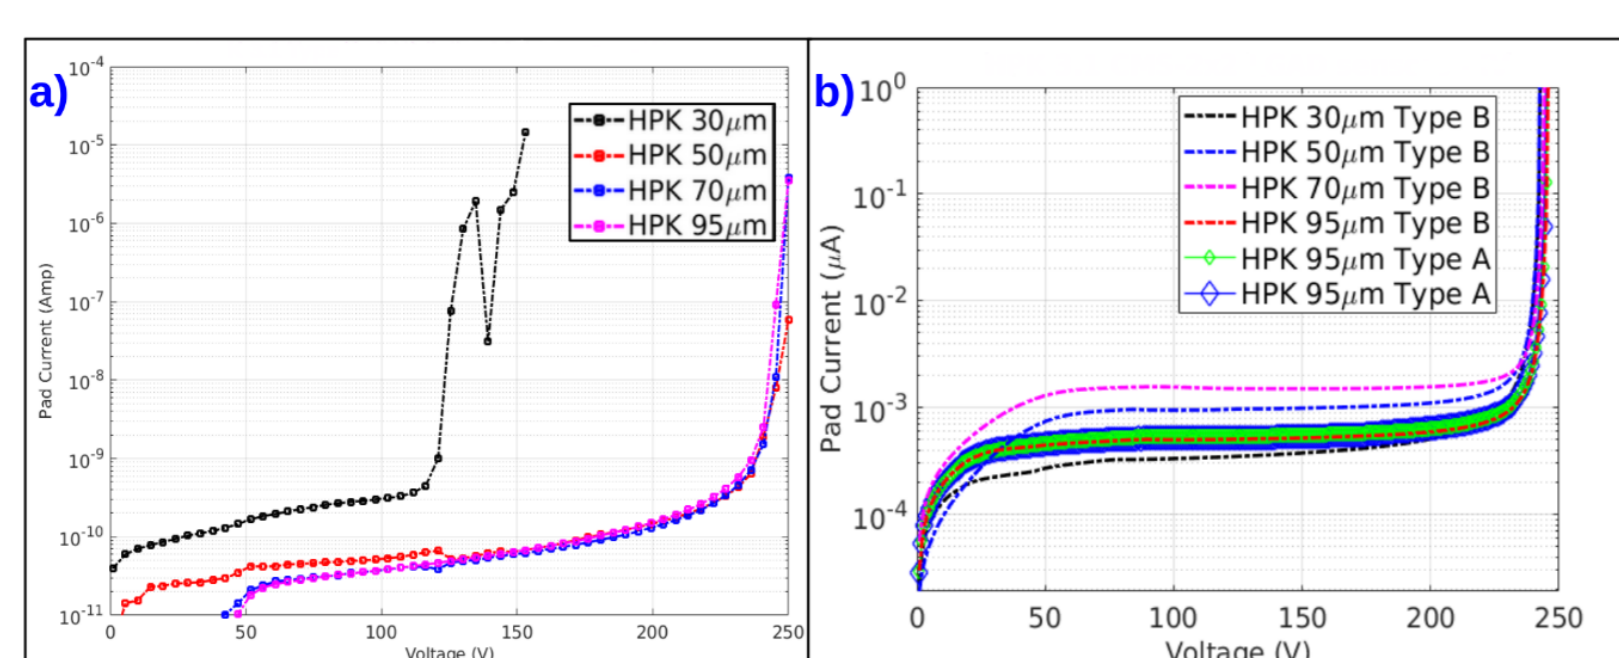 a)
10-4
10-5
10-6
10-7
10-8
10-9
10-10
10-11
Pad Current (Amp)
HPK 30μm
HPK 50μm
HPK 70μm
HPK 95μm
0 50 100 150 200 250
Voltage (V)
b)
100
10-1
10-2
10-3
10-4
Pad Current (μA)
HPK 30μm Type B
HPK 50μm Type B
HPK 70μm Type B
HPK 95μm Type B
HPK 95μm Type A
HPK 95μm Type A
0 50 100 150 200 250
Voltage (V)